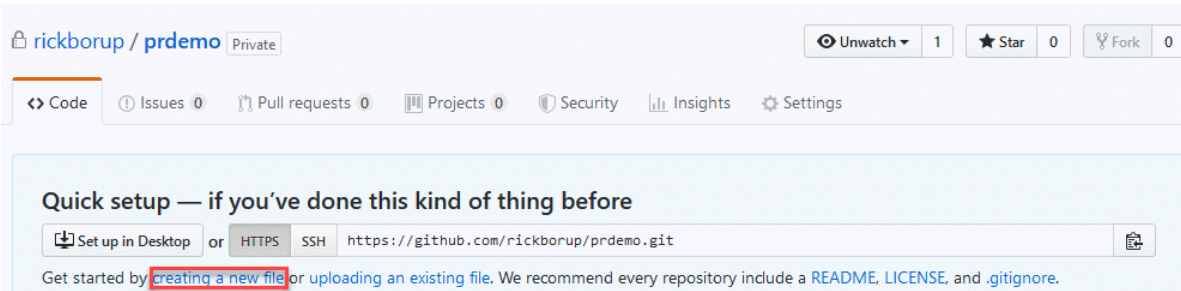 rickborup / prdemo Private Unwatch 1 Star 0 Fork 0
Code Issues 0 Pull requests 0 Projects 0 Security Insights Settings
Quick setup — if you’ve done this kind of thing before
Set up in Desktop or HTTPS SSH https://github.com/rickborup/prdemo.git
Get started by creating a new file or uploading an existing file. We recommend every repository include a README, LICENSE, and .gitignore.